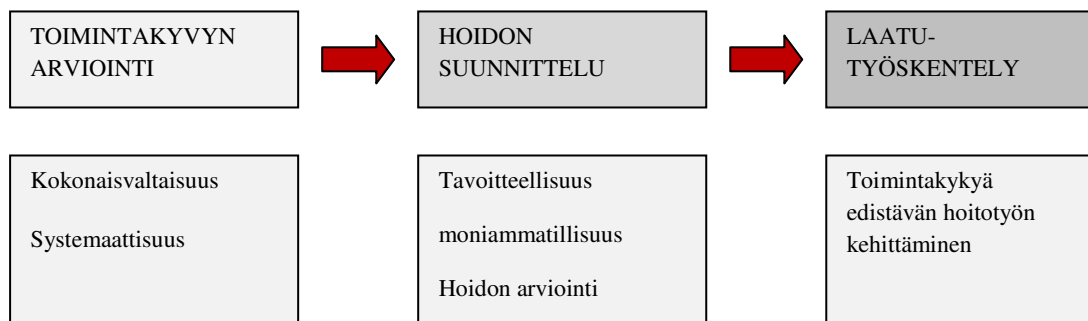 TOIMINTAKYVYN
ARVIOINTI
HOIDON
SUUNNITTELU
LAATU-
TYÖSKENTELY
Kokonaisvaltaisuus
Systemaattisuus
Tavoitteellisuus
moniammatillisuus
Hoidon arviointi
Toimintakykyä
edistävän hoitotyön
kehittäminen